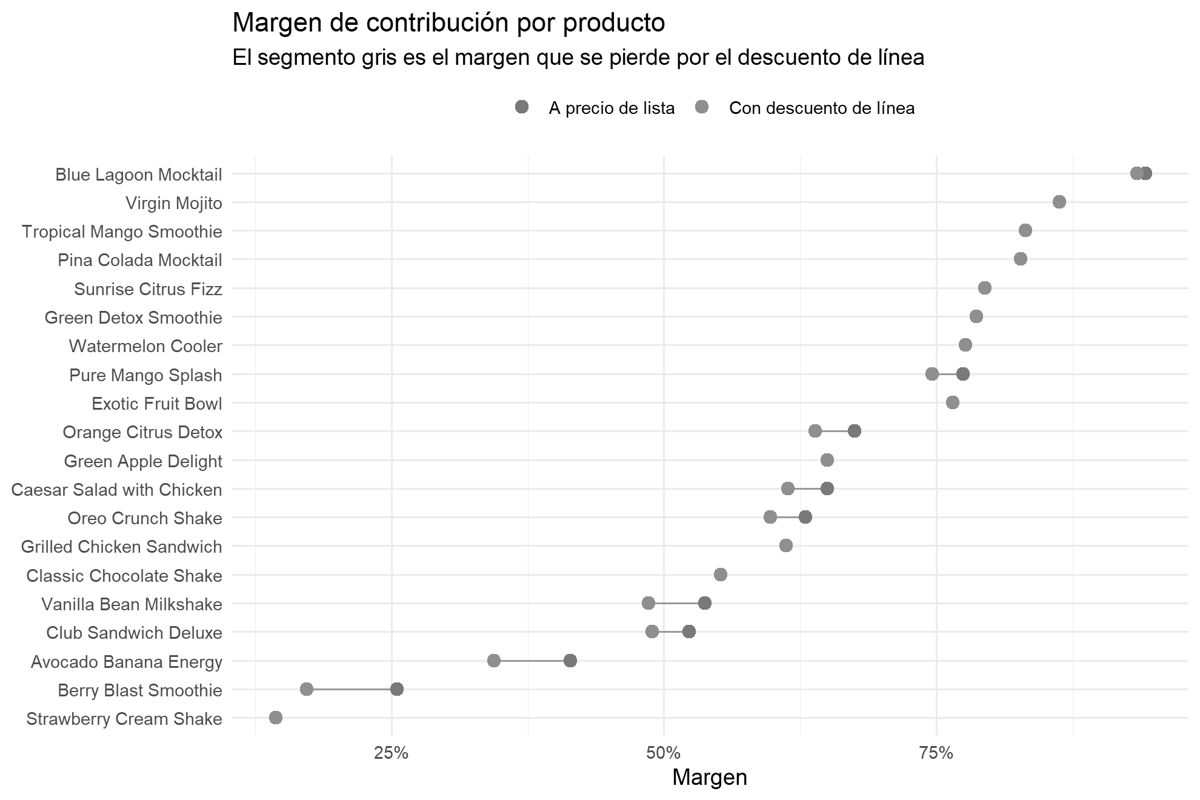 Margen de contribución por producto
El segmento gris es el margen que se pierde por el descuento de línea
A precio de lista Con descuento de línea
Blue Lagoon Mocktail
Virgin Mojito
Tropical Mango Smoothie
Pina Colada Mocktail
Sunrise Citrus Fizz
Green Detox Smoothie
Watermelon Cooler
Pure Mango Splash
Exotic Fruit Bowl
Orange Citrus Detox
Green Apple Delight
Caesar Salad with Chicken
Oreo Crunch Shake
Grilled Chicken Sandwich
Classic Chocolate Shake
Vanilla Bean Milkshake
Club Sandwich Deluxe
Avocado Banana Energy
Berry Blast Smoothie
Strawberry Cream Shake
25% 50% 75%
Margen